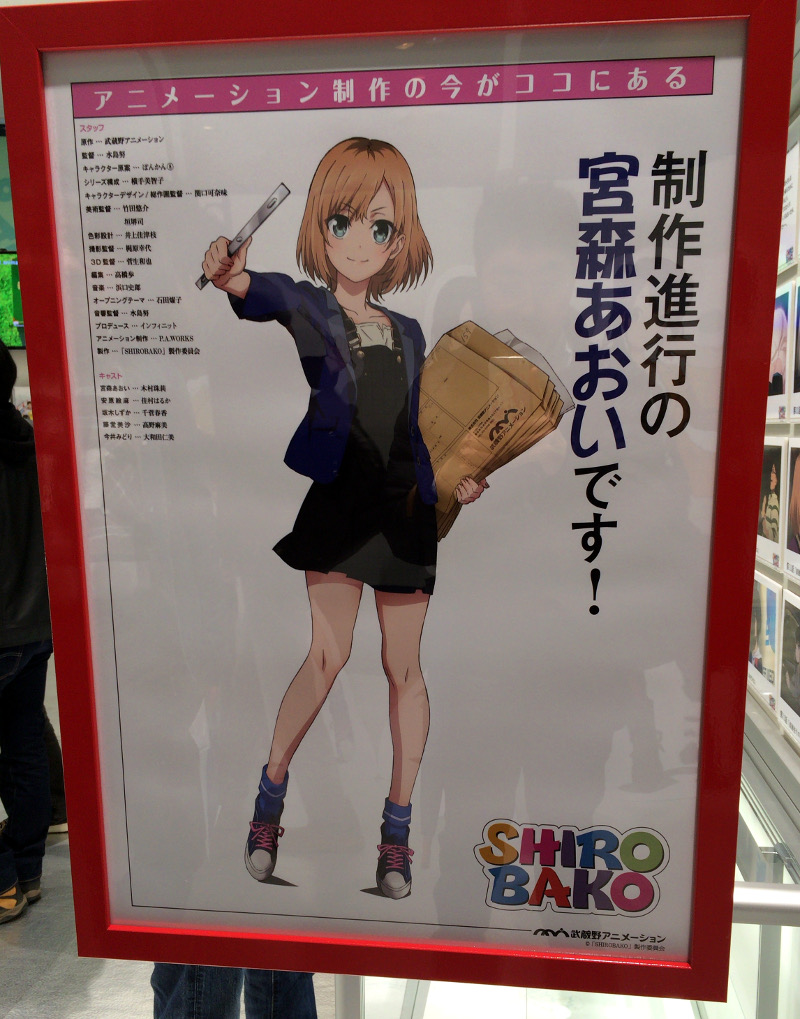 アニメーション制作の今がココにある
制作進行の
宮森あおいです！
スタッフ
原作 … 武蔵野アニメーション
監督 … 水島努
キャラクター原案 … ぽんかん⑧
シリーズ構成 … 横手美智子
キャラクターデザイン / 総作画監督 … 関口可奈味
美術監督 … 竹田悠介
垣堺司
色彩設計 … 井上佳津枝
撮影監督 … 梶原幸代
3D監督 … 菅生和也
編集 … 高橋歩
音楽 … 浜口史郎
オープニングテーマ … 石田燿子
音響監督 … 水島努
プロデュース … インフィニット
アニメーション制作 … P.A.WORKS
製作 … 「SHIROBAKO」製作委員会
キャスト
宮森あおい … 木村珠莉
安原絵麻 … 佳村はるか
坂木しずか … 千菅春香
藤堂美沙 … 髙野麻美
今井みどり … 大和田仁美
武蔵野アニメーション
SHIRO
BAKO
武蔵野アニメーション
©「SHIROBAKO」製作委員会